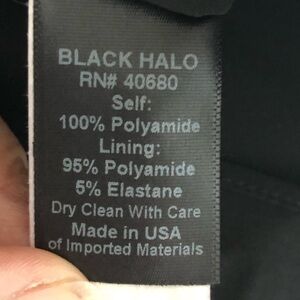 BLACK HALO
RN# 40680
Self:
100% Polyamide
Lining:
95% Polyamide
5% Elastane
Dry Clean With Care
Made in USA
of Imported Materials